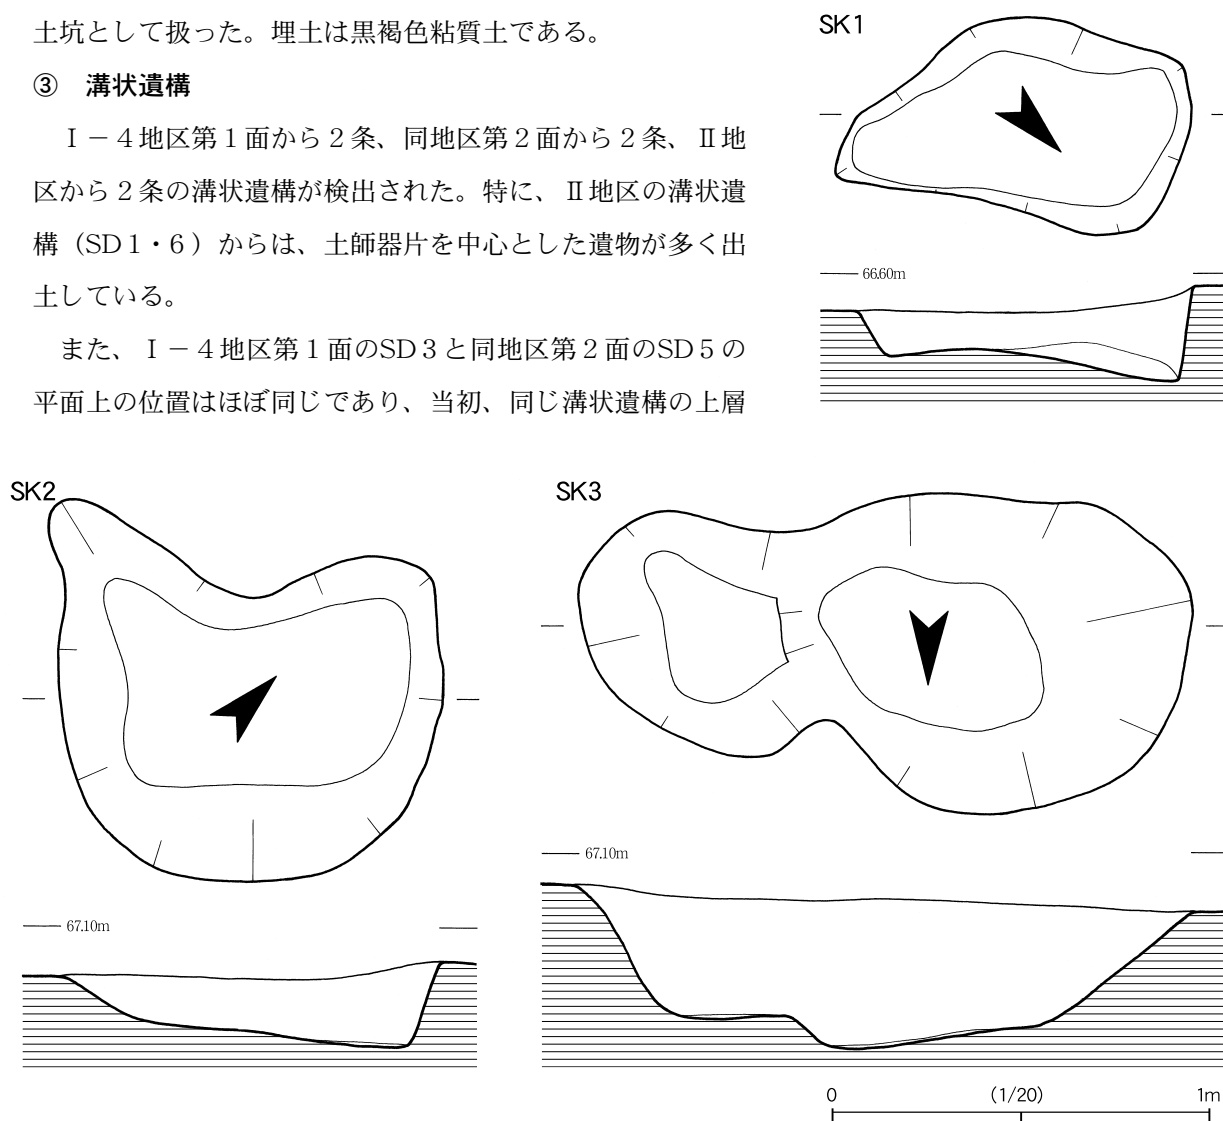 土坑として扱った。埋土は黒褐色粘質土である。
③　溝状遺構
　Ⅰ－４地区第１面から２条、同地区第２面から２条、Ⅱ地
区から２条の溝状遺構が検出された。特に、Ⅱ地区の溝状遺
構（SD１・６）からは、土師器片を中心とした遺物が多く出
土している。
　また、Ⅰ－４地区第１面のSD３と同地区第２面のSD５の
平面上の位置はほぼ同じであり、当初、同じ溝状遺構の上層
SK1
66.60m
SK2
67.10m
SK3
67.10m
0 (1/20) 1m